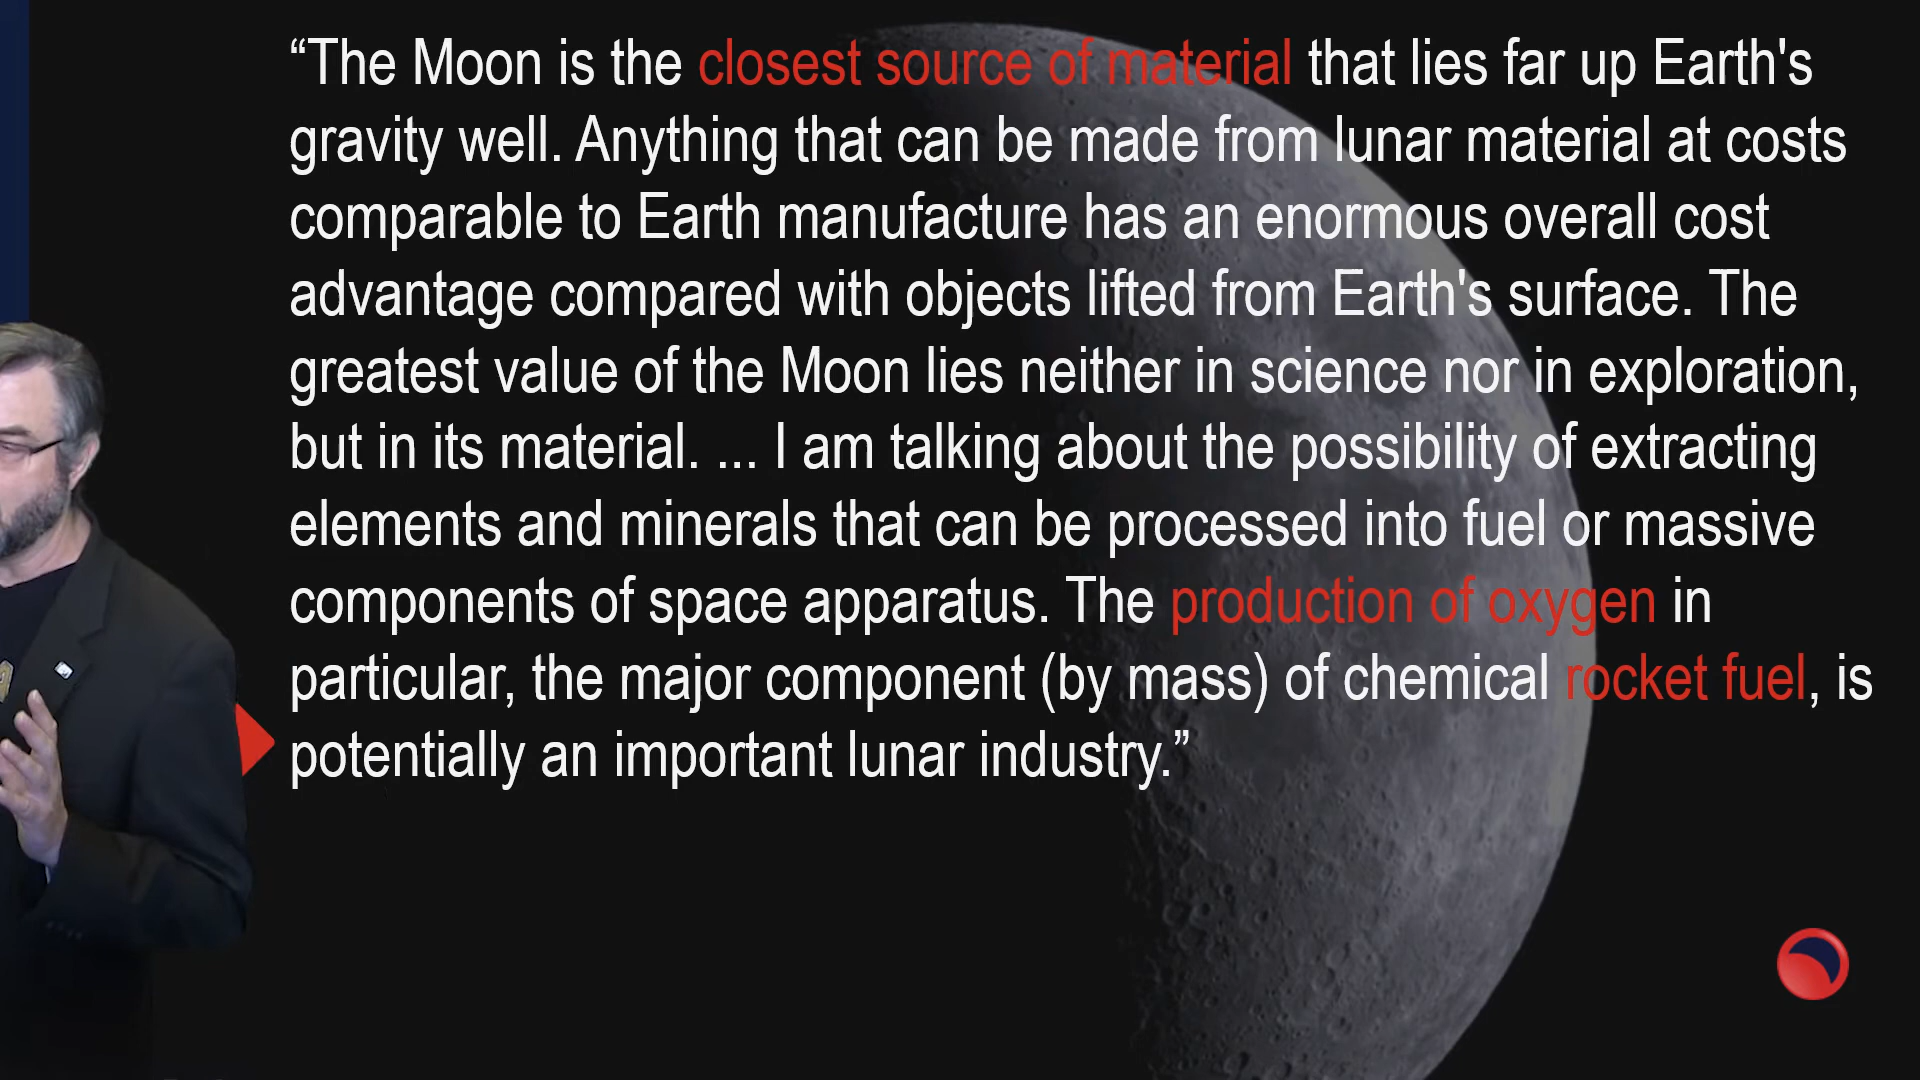 “The Moon is the closest source of material that lies far up Earth's
gravity well. Anything that can be made from lunar material at costs
comparable to Earth manufacture has an enormous overall cost
advantage compared with objects lifted from Earth's surface. The
greatest value of the Moon lies neither in science nor in exploration,
but in its material. ... I am talking about the possibility of extracting
elements and minerals that can be processed into fuel or massive
components of space apparatus. The production of oxygen in
particular, the major component (by mass) of chemical rocket fuel, is
potentially an important lunar industry.”